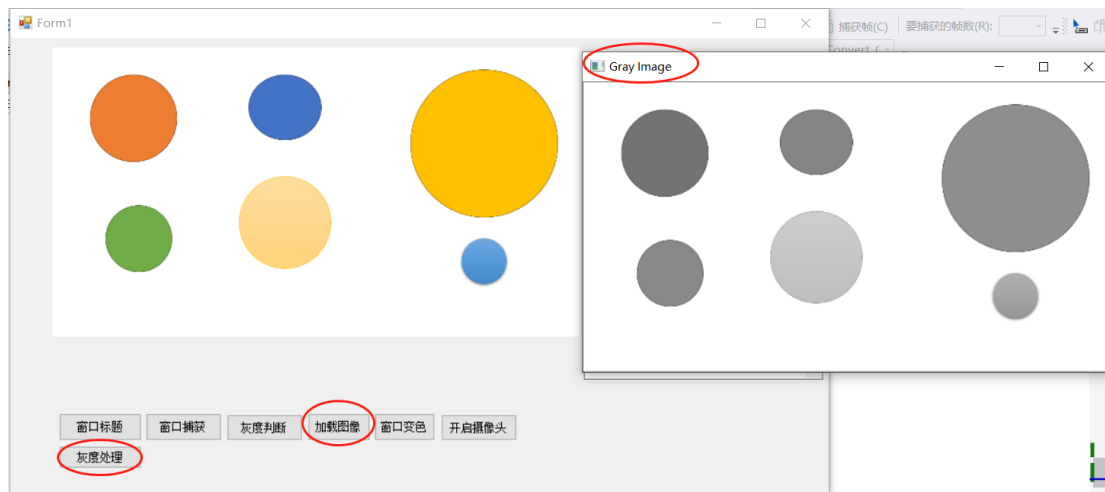 Form1
捕获帧(C) 要捕获的帧数(R):
Gray Image
窗口标题 窗口捕获 灰度判断 加载图像 窗口变色 开启摄像头
灰度处理